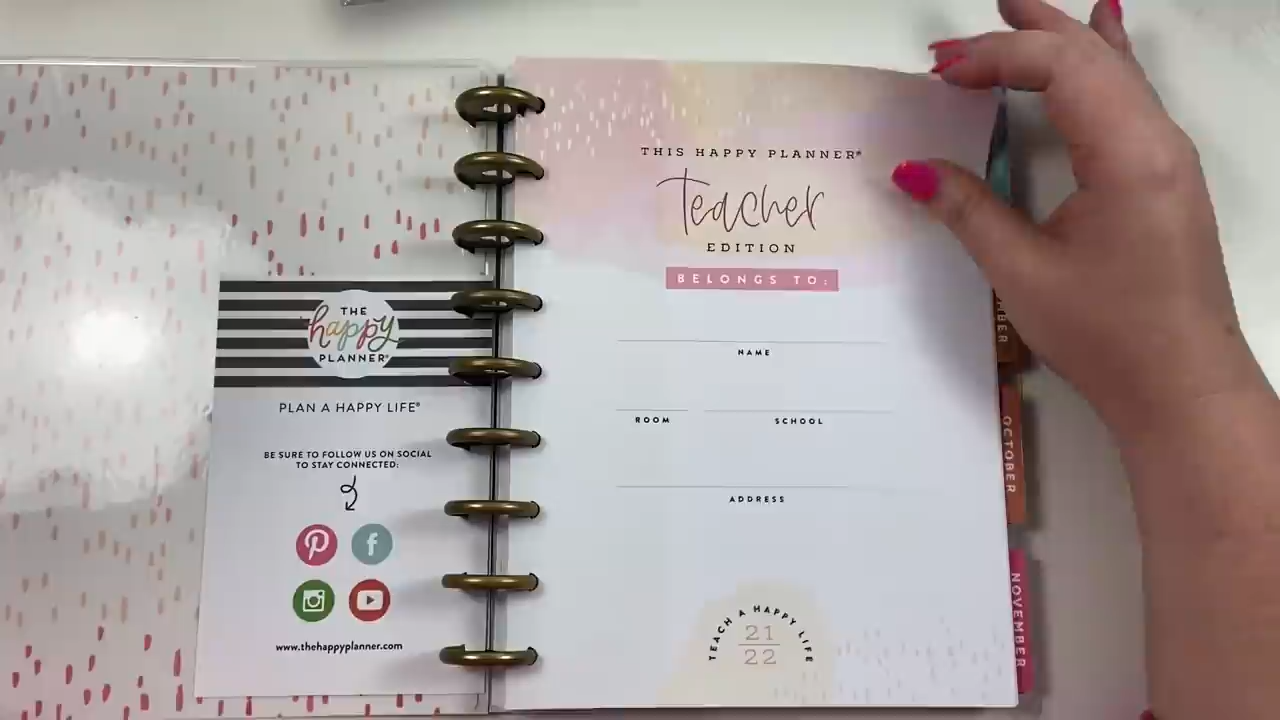 THE
happy
PLANNER®
PLAN A HAPPY LIFE®
BE SURE TO FOLLOW US ON SOCIAL
TO STAY CONNECTED:
www.thehappyplanner.com
THIS HAPPY PLANNER®
Teacher
EDITION
BELONGS TO:
NAME
ROOM SCHOOL
ADDRESS
TEACH A HAPPY LIFE
21
22
OCTOBER
NOVEMBER